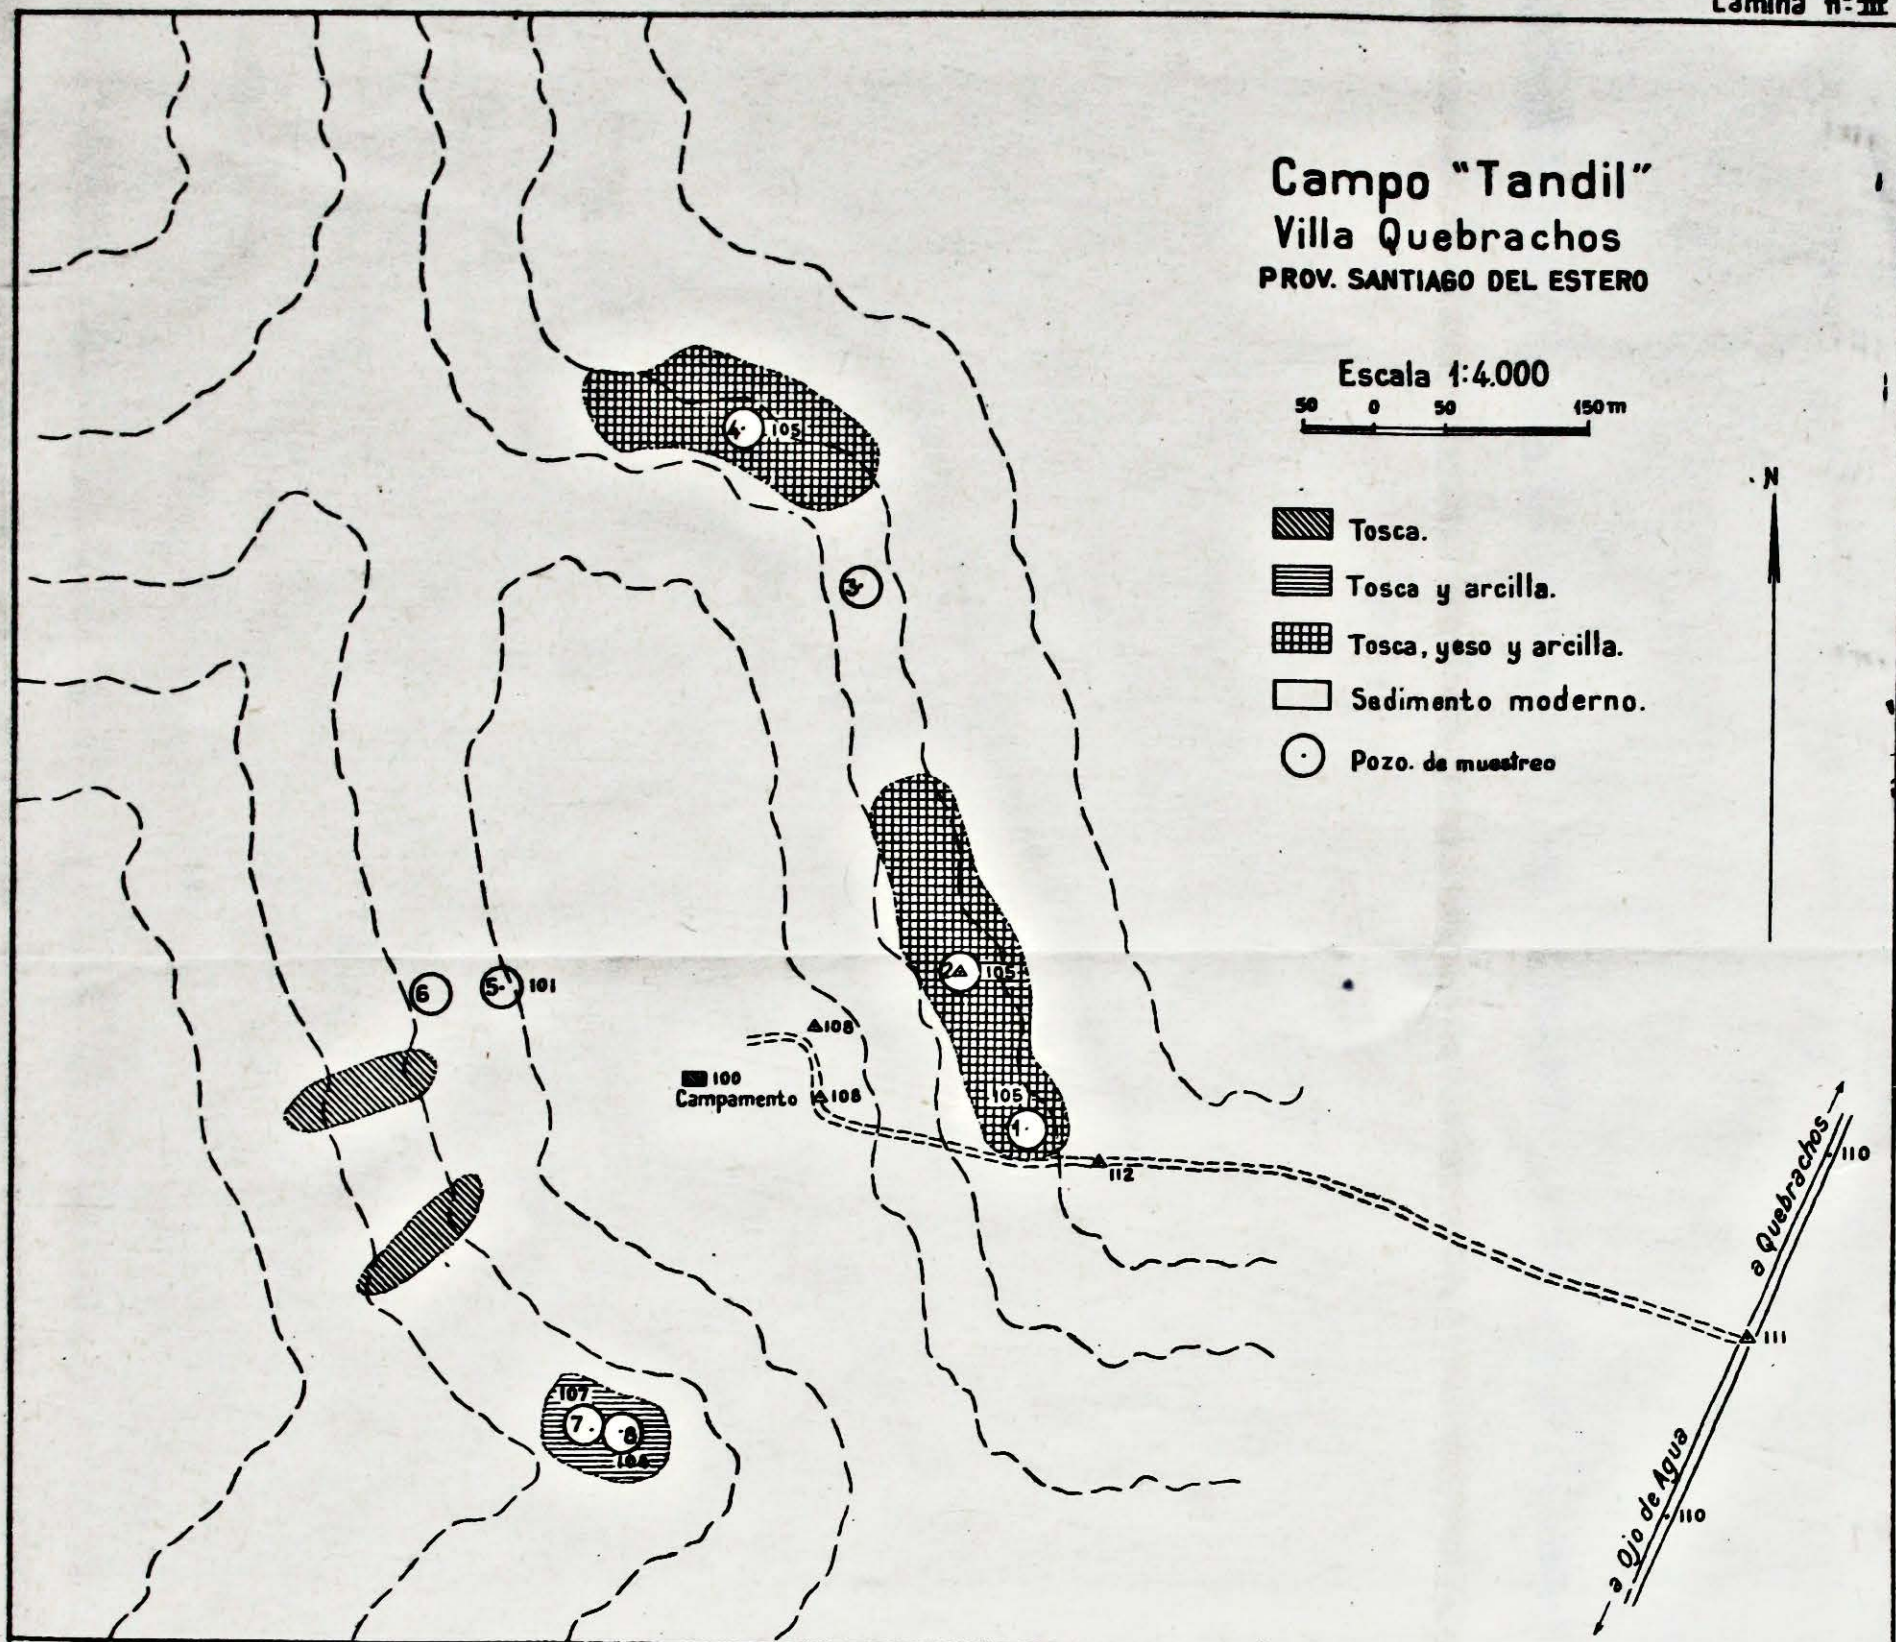 Lamina n: III
Campo "Tandil"
Villa Quebrachos
PROV. SANTIAGO DEL ESTERO
Escala 1:4.000
50 0 50 150m
N
Tosca.
Tosca y arcilla.
Tosca, yeso y arcilla.
Sedimento moderno.
Pozo. de muestreo
4 105
3
2 105
6
5 101
108
100
Campamento
108
105
1
112
a Quebrachos
110
111
107
7
8
a Ojo de Agua
110